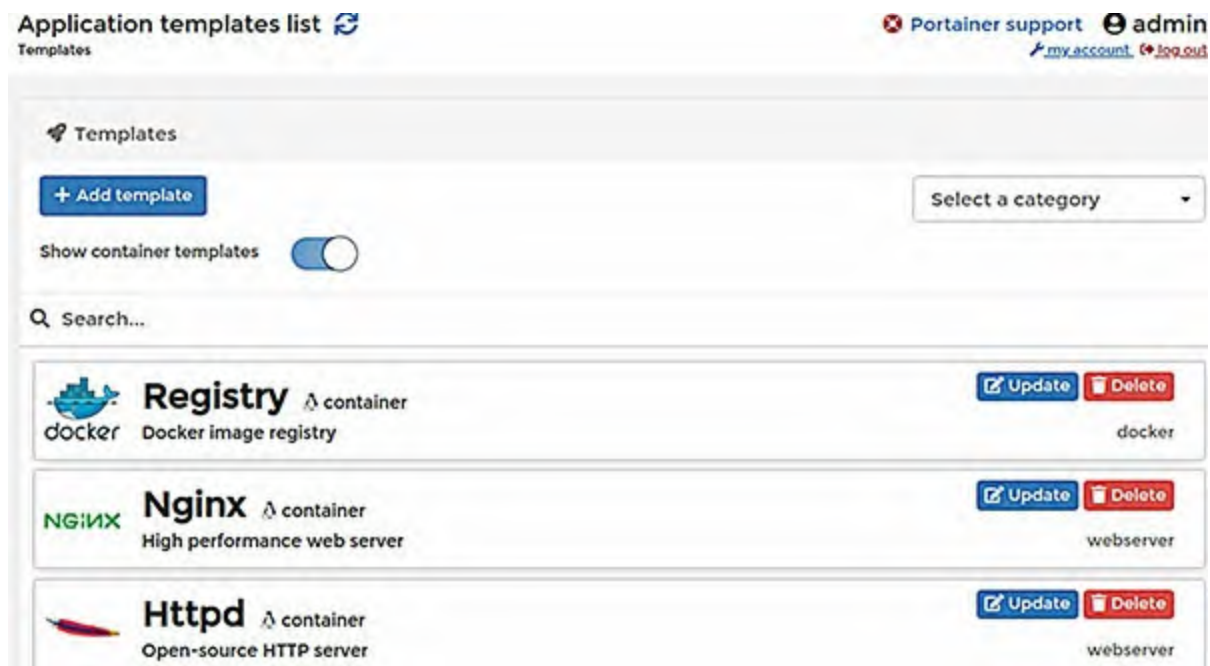 Application templates list
Portainer support admin
Templates
my account log out
Templates
+ Add template
Select a category
Show container templates
Search...
Registry container
Update Delete
docker
Docker image registry
docker
NGINX
Nginx container
Update Delete
High performance web server
webserver
Httpd container
Update Delete
Open-source HTTP server
webserver